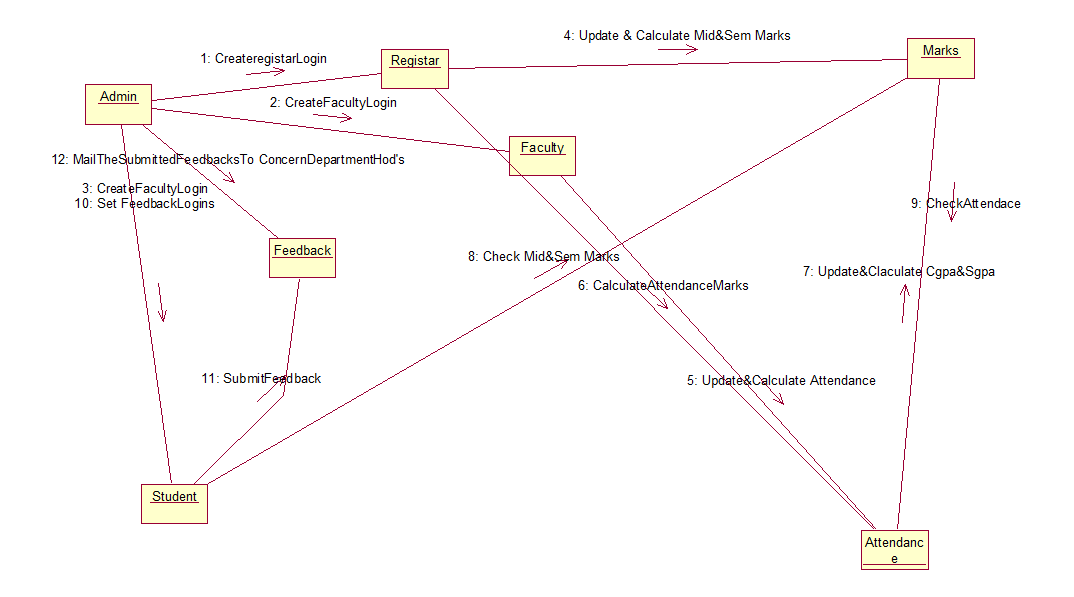 4: Update & Calculate Mid&Sem Marks
Marks
1: CreateregistarLogin
Registar
Admin
2: CreateFacultyLogin
Faculty
12: MailTheSubmittedFeedbacksTo ConcernDepartmentHod's
3: CreateFacultyLogin
10: Set FeedbackLogins
9: CheckAttendace
Feedback
8: Check Mid&Sem Marks
7: Update&Claculate Cgpa&Sgpa
6: CalculateAttendanceMarks
11: SubmitFeedback
5: Update&Calculate Attendance
Student
Attendanc
e